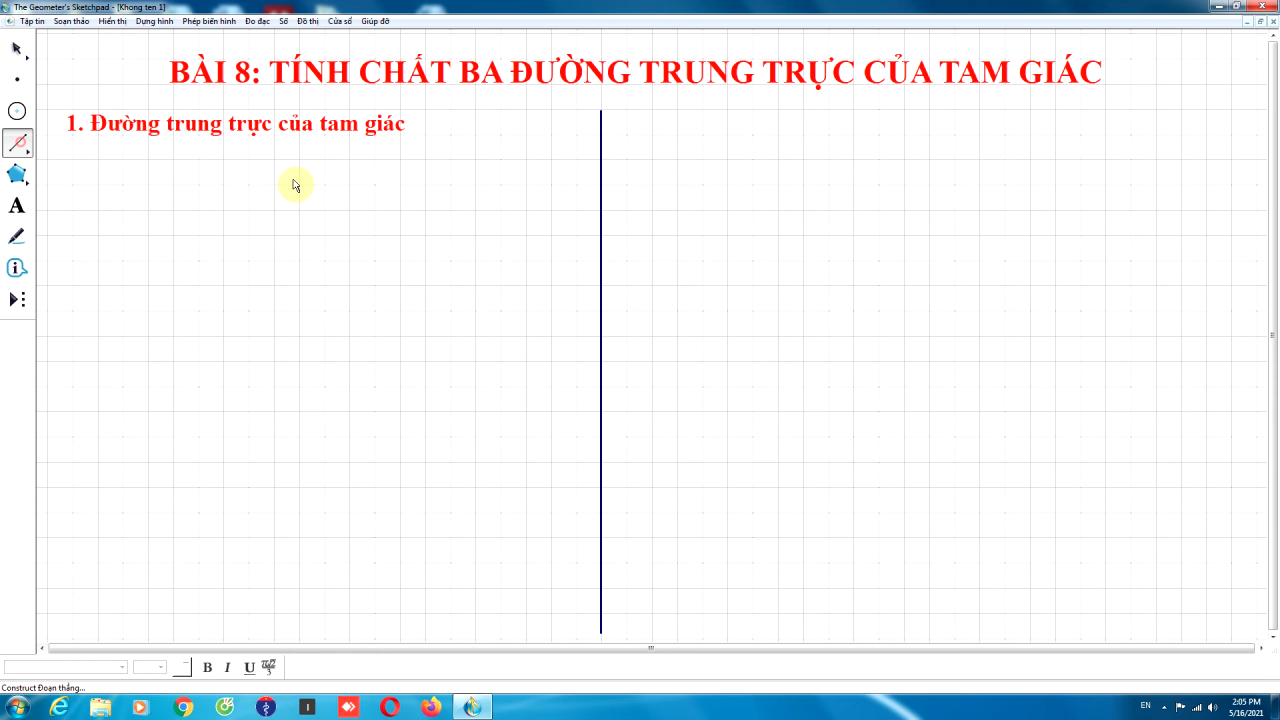 The Geometer's Sketchpad - [Khong ten 1]
Tập tin Soạn thảo Hiển thị Dựng hình Phép biến hình Đo đạc Số Đồ thị Cửa sổ Giúp đỡ
BÀI 8: TÍNH CHẤT BA ĐƯỜNG TRUNG TRỰC CỦA TAM GIÁC
1. Đường trung trực của tam giác
A
B I U
Construct Đoạn thẳng...
EN
2:05 PM
5/16/2021